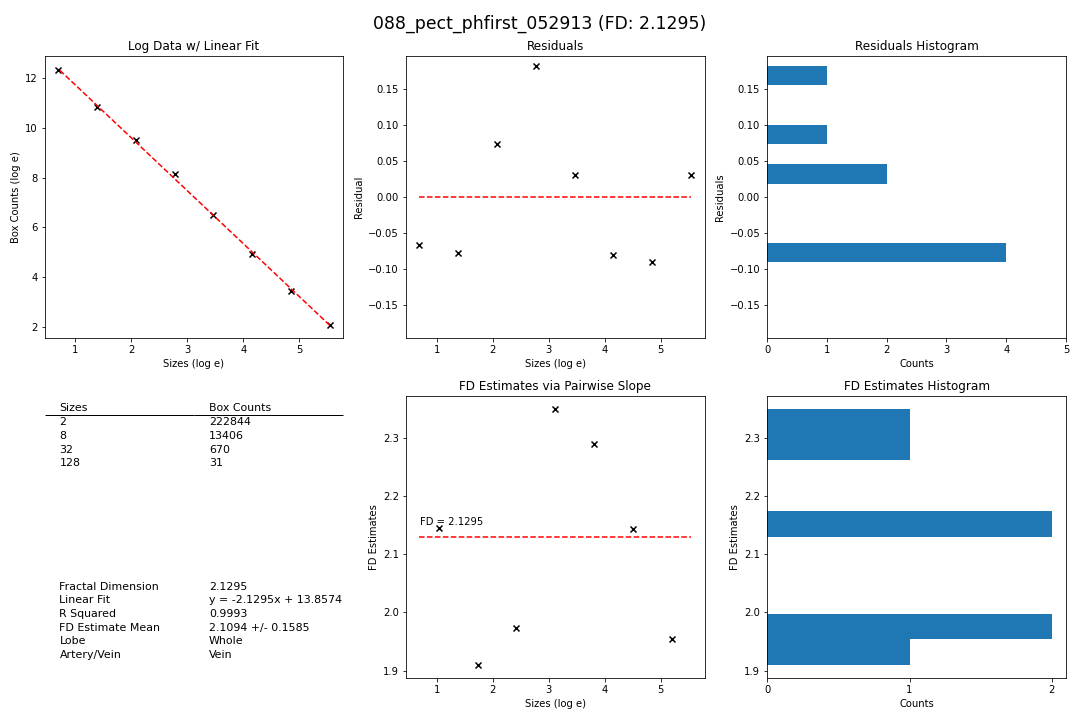 088_pect_phfirst_052913 (FD: 2.1295)
Log Data w/ Linear Fit
Box Counts (log e)
12
10
8
6
4
2
1 2 3 4 5
Sizes (log e)
Residuals
Residual
0.15
0.10
0.05
0.00
−0.05
−0.10
−0.15
1 2 3 4 5
Sizes (log e)
Residuals Histogram
Residuals
0.15
0.10
0.05
0.00
−0.05
−0.10
−0.15
0 1 2 3 4 5
Counts
Sizes Box Counts
2 222844
8 13406
32 670
128 31
Fractal Dimension 2.1295
Linear Fit y = -2.1295x + 13.8574
R Squared 0.9993
FD Estimate Mean 2.1094 +/- 0.1585
Lobe Whole
Artery/Vein Vein
FD Estimates via Pairwise Slope
FD Estimates
2.3
2.2
2.1
2.0
1.9
FD = 2.1295
1 2 3 4 5
Sizes (log e)
FD Estimates Histogram
FD Estimates
2.3
2.2
2.1
2.0
1.9
0 1 2
Counts